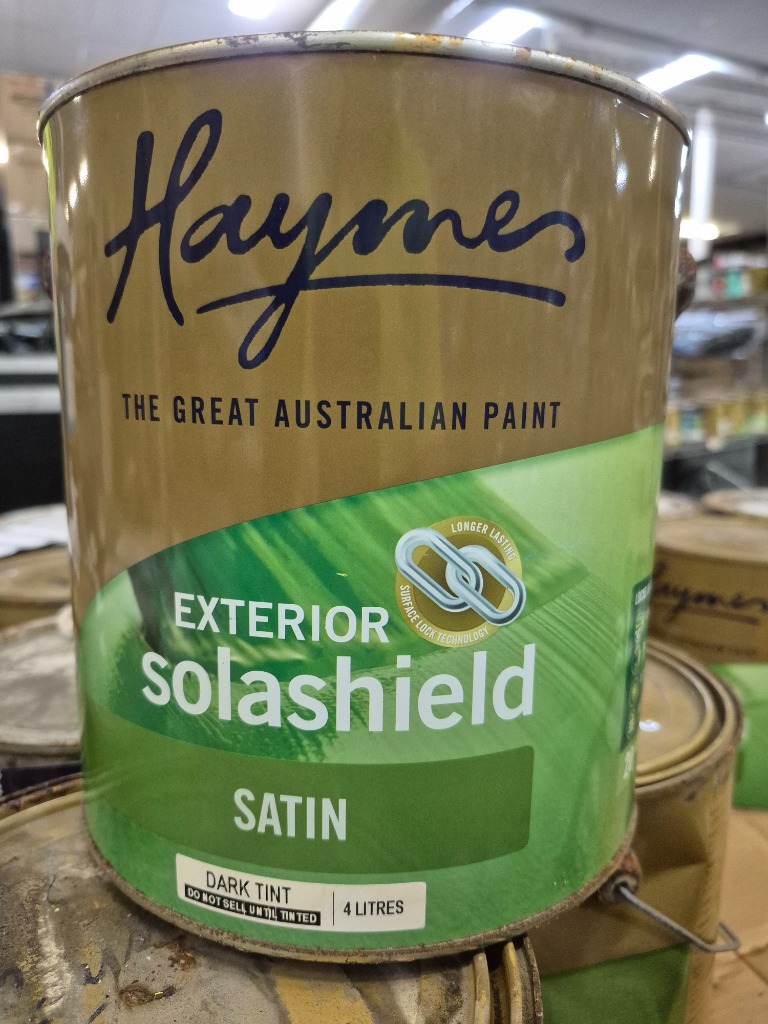 Haymes
THE GREAT AUSTRALIAN PAINT
LONGER LASTING
SURFACE LOCK TECHNOLOGY
EXTERIOR
solashield
SATIN
DARK TINT
DO NOT SELL UNTIL TINTED
4 LITRES
Haymes